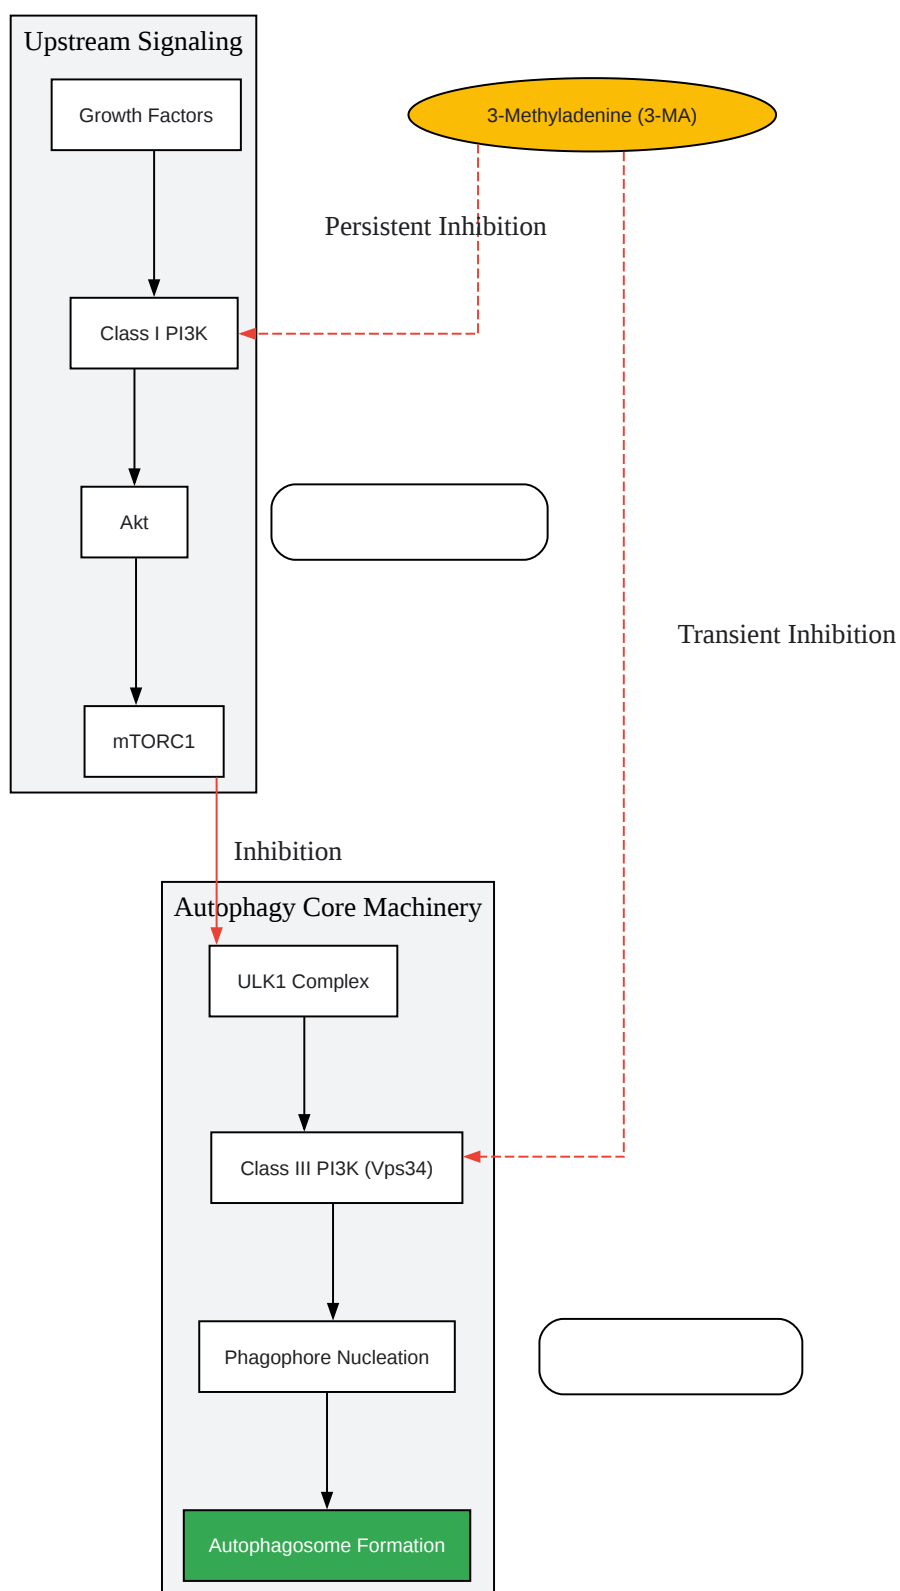 Upstream Signaling
Growth Factors
3-Methyladenine (3-MA)
Persistent Inhibition
Class I PI3K
Akt
Transient Inhibition
mTORC1
Inhibition
Autophagy Core Machinery
ULK1 Complex
Class III PI3K (Vps34)
Phagophore Nucleation
Autophagosome Formation